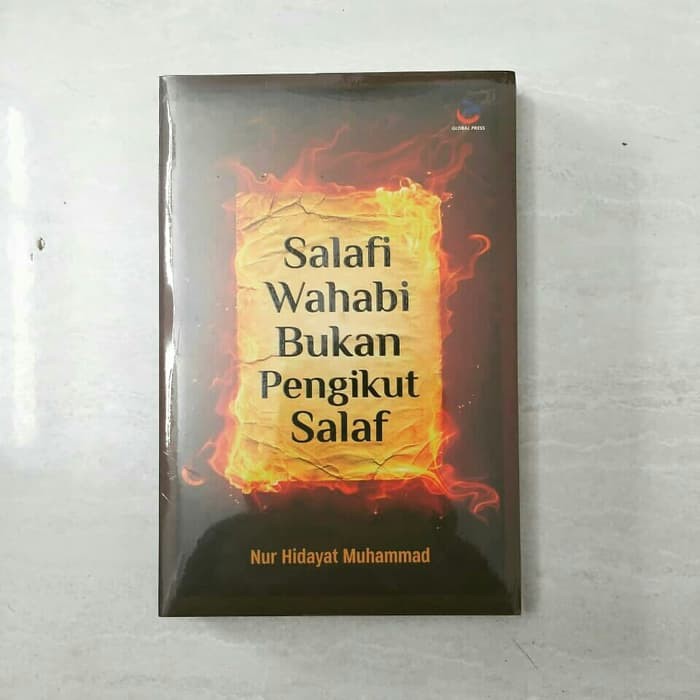 GLOBAL PRESS
Salafi
Wahabi
Bukan
Pengikut
Salaf
Nur Hidayat Muhammad